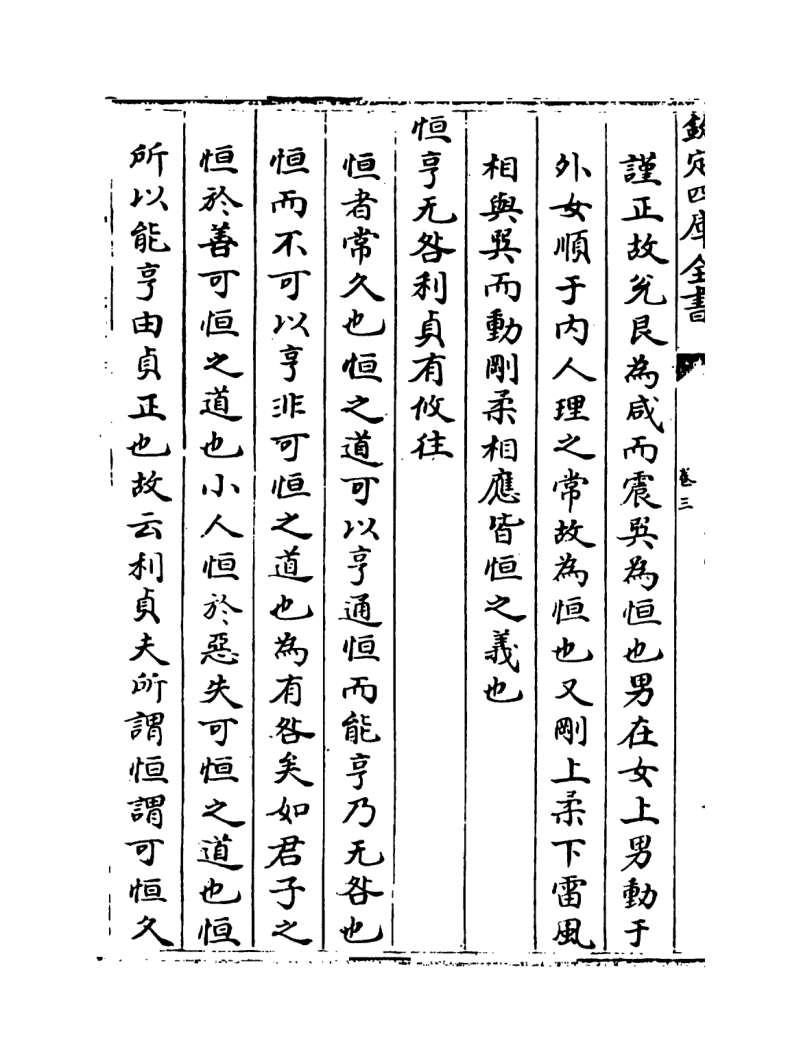 欽定四庫全書
卷三
謹正故兊艮為咸而震巽為恒也男在女上男動于
外女順于内人理之常故為恒也又剛上柔下雷風
相與巽而動剛柔相應皆恒之義也
恒亨无咎利貞有攸往
恒者常久也恒之道可以亨通恒而能亨乃无咎也
恒而不可以亨非可恒之道也為有咎矣如君子之
恒於善可恒之道也小人恒於惡失可恒之道也恒
所以能亨由貞正也故云利貞夫所謂恒謂可恒久